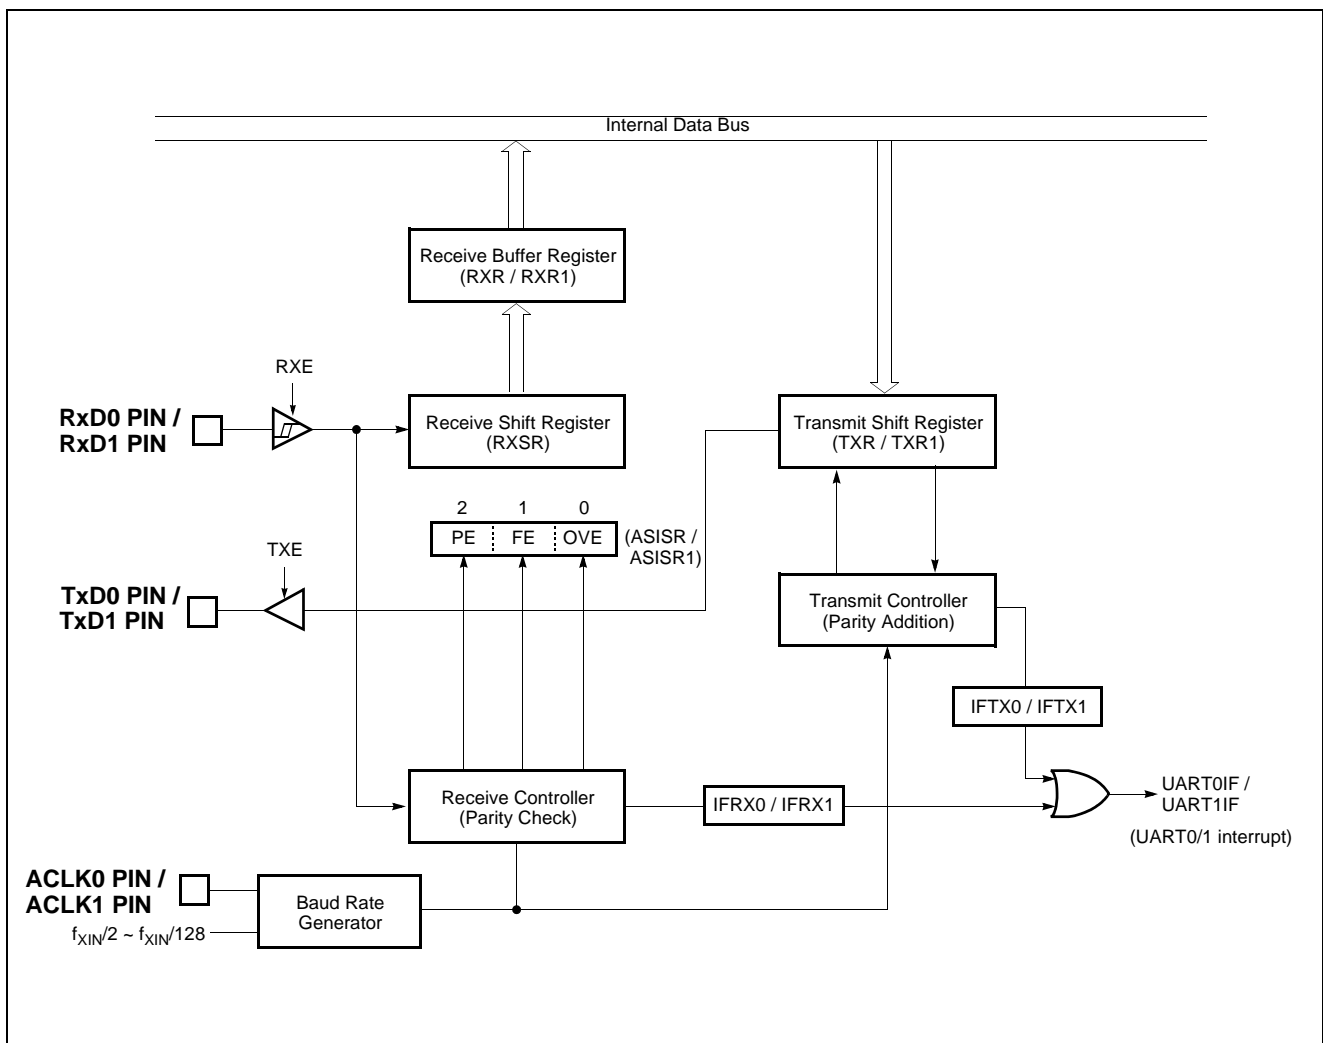 Internal Data Bus
Receive Buffer Register
(RXR / RXR1)
RXE
RxD0 PIN /
RxD1 PIN
Receive Shift Register
(RXSR)
Transmit Shift Register
(TXR / TXR1)
2 1 0
PE FE OVE
(ASISR /
ASISR1)
TXE
TxD0 PIN /
TxD1 PIN
Transmit Controller
(Parity Addition)
IFTX0 / IFTX1
Receive Controller
(Parity Check)
IFRX0 / IFRX1
UART0IF /
UART1IF
(UART0/1 interrupt)
ACLK0 PIN /
ACLK1 PIN
Baud Rate
Generator
fXIN/2 ~ fXIN/128